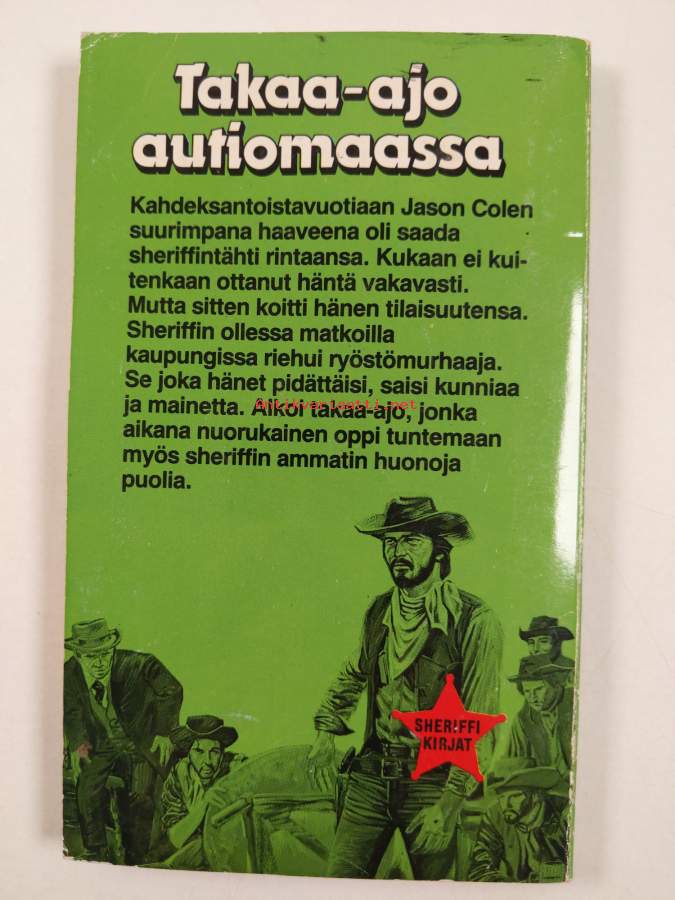 Takaa-ajo
autiomaassa
Kahdeksantoistavuotiaan Jason Colen
suurimpana haaveena oli saada
sheriffintähti rintaansa. Kukaan ei kui-
tenkaan ottanut häntä vakavasti.
Mutta sitten koitti hänen tilaisuutensa.
Sheriffin ollessa matkoilla
kaupungissa riehui ryöstömurhaaja.
Se joka hänet pidättäisi, saisi kunniaa
ja mainetta. Alkoi takaa-ajo, jonka
antikvariaatti.net
aikana nuorukainen oppi tuntemaan
myös sheriffin ammatin huonoja
puolia.
SHERIFFI
KIRJAT